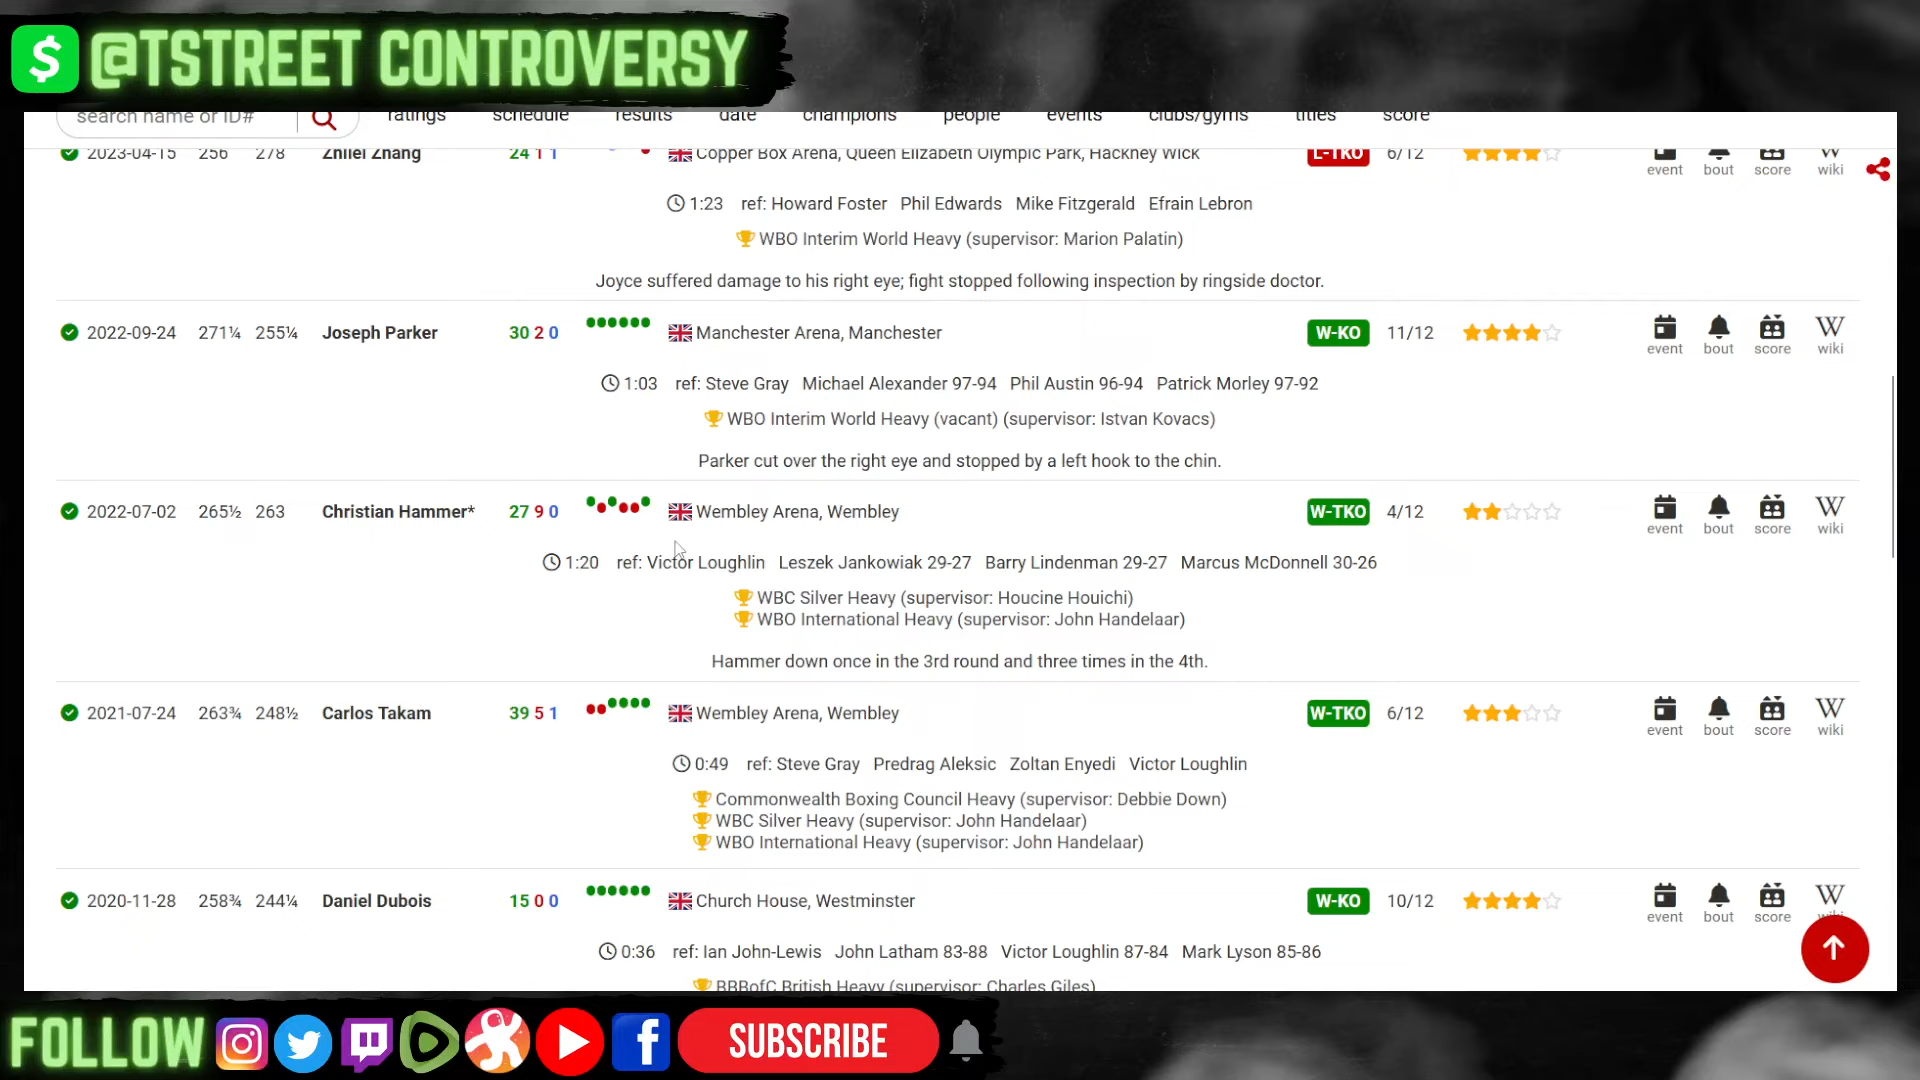 $ @TSTREET CONTROVERSY
search name or ID# ratings schedule results date champions people events clubs/gyms titles score
2023-04-15 256 278 Zhilei Zhang 24 1 1 Copper Box Arena, Queen Elizabeth Olympic Park, Hackney Wick L-TKO 6/12 W
event bout score wiki
1:23 ref: Howard Foster Phil Edwards Mike Fitzgerald Efrain Lebron
WBO Interim World Heavy (supervisor: Marion Palatin)
Joyce suffered damage to his right eye; fight stopped following inspection by ringside doctor.
2022-09-24 271¼ 255¼ Joseph Parker 30 2 0 Manchester Arena, Manchester W-KO 11/12 W
event bout score wiki
1:03 ref: Steve Gray Michael Alexander 97-94 Phil Austin 96-94 Patrick Morley 97-92
WBO Interim World Heavy (vacant) (supervisor: Istvan Kovacs)
Parker cut over the right eye and stopped by a left hook to the chin.
2022-07-02 265½ 263 Christian Hammer* 27 9 0 Wembley Arena, Wembley W-TKO 4/12 W
event bout score wiki
1:20 ref: Victor Loughlin Leszek Jankowiak 29-27 Barry Lindenman 29-27 Marcus McDonnell 30-26
WBC Silver Heavy (supervisor: Houcine Houichi)
WBO International Heavy (supervisor: John Handelaar)
Hammer down once in the 3rd round and three times in the 4th.
2021-07-24 263¾ 248½ Carlos Takam 39 5 1 Wembley Arena, Wembley W-TKO 6/12 W
event bout score wiki
0:49 ref: Steve Gray Predrag Aleksic Zoltan Enyedi Victor Loughlin
Commonwealth Boxing Council Heavy (supervisor: Debbie Down)
WBC Silver Heavy (supervisor: John Handelaar)
WBO International Heavy (supervisor: John Handelaar)
2020-11-28 258¾ 244¼ Daniel Dubois 15 0 0 Church House, Westminster W-KO 10/12 W
event bout score wiki
0:36 ref: Ian John-Lewis John Latham 83-88 Victor Loughlin 87-84 Mark Lyson 85-86
BBBofC British Heavy (supervisor: Charles Giles)
FOLLOW f SUBSCRIBE